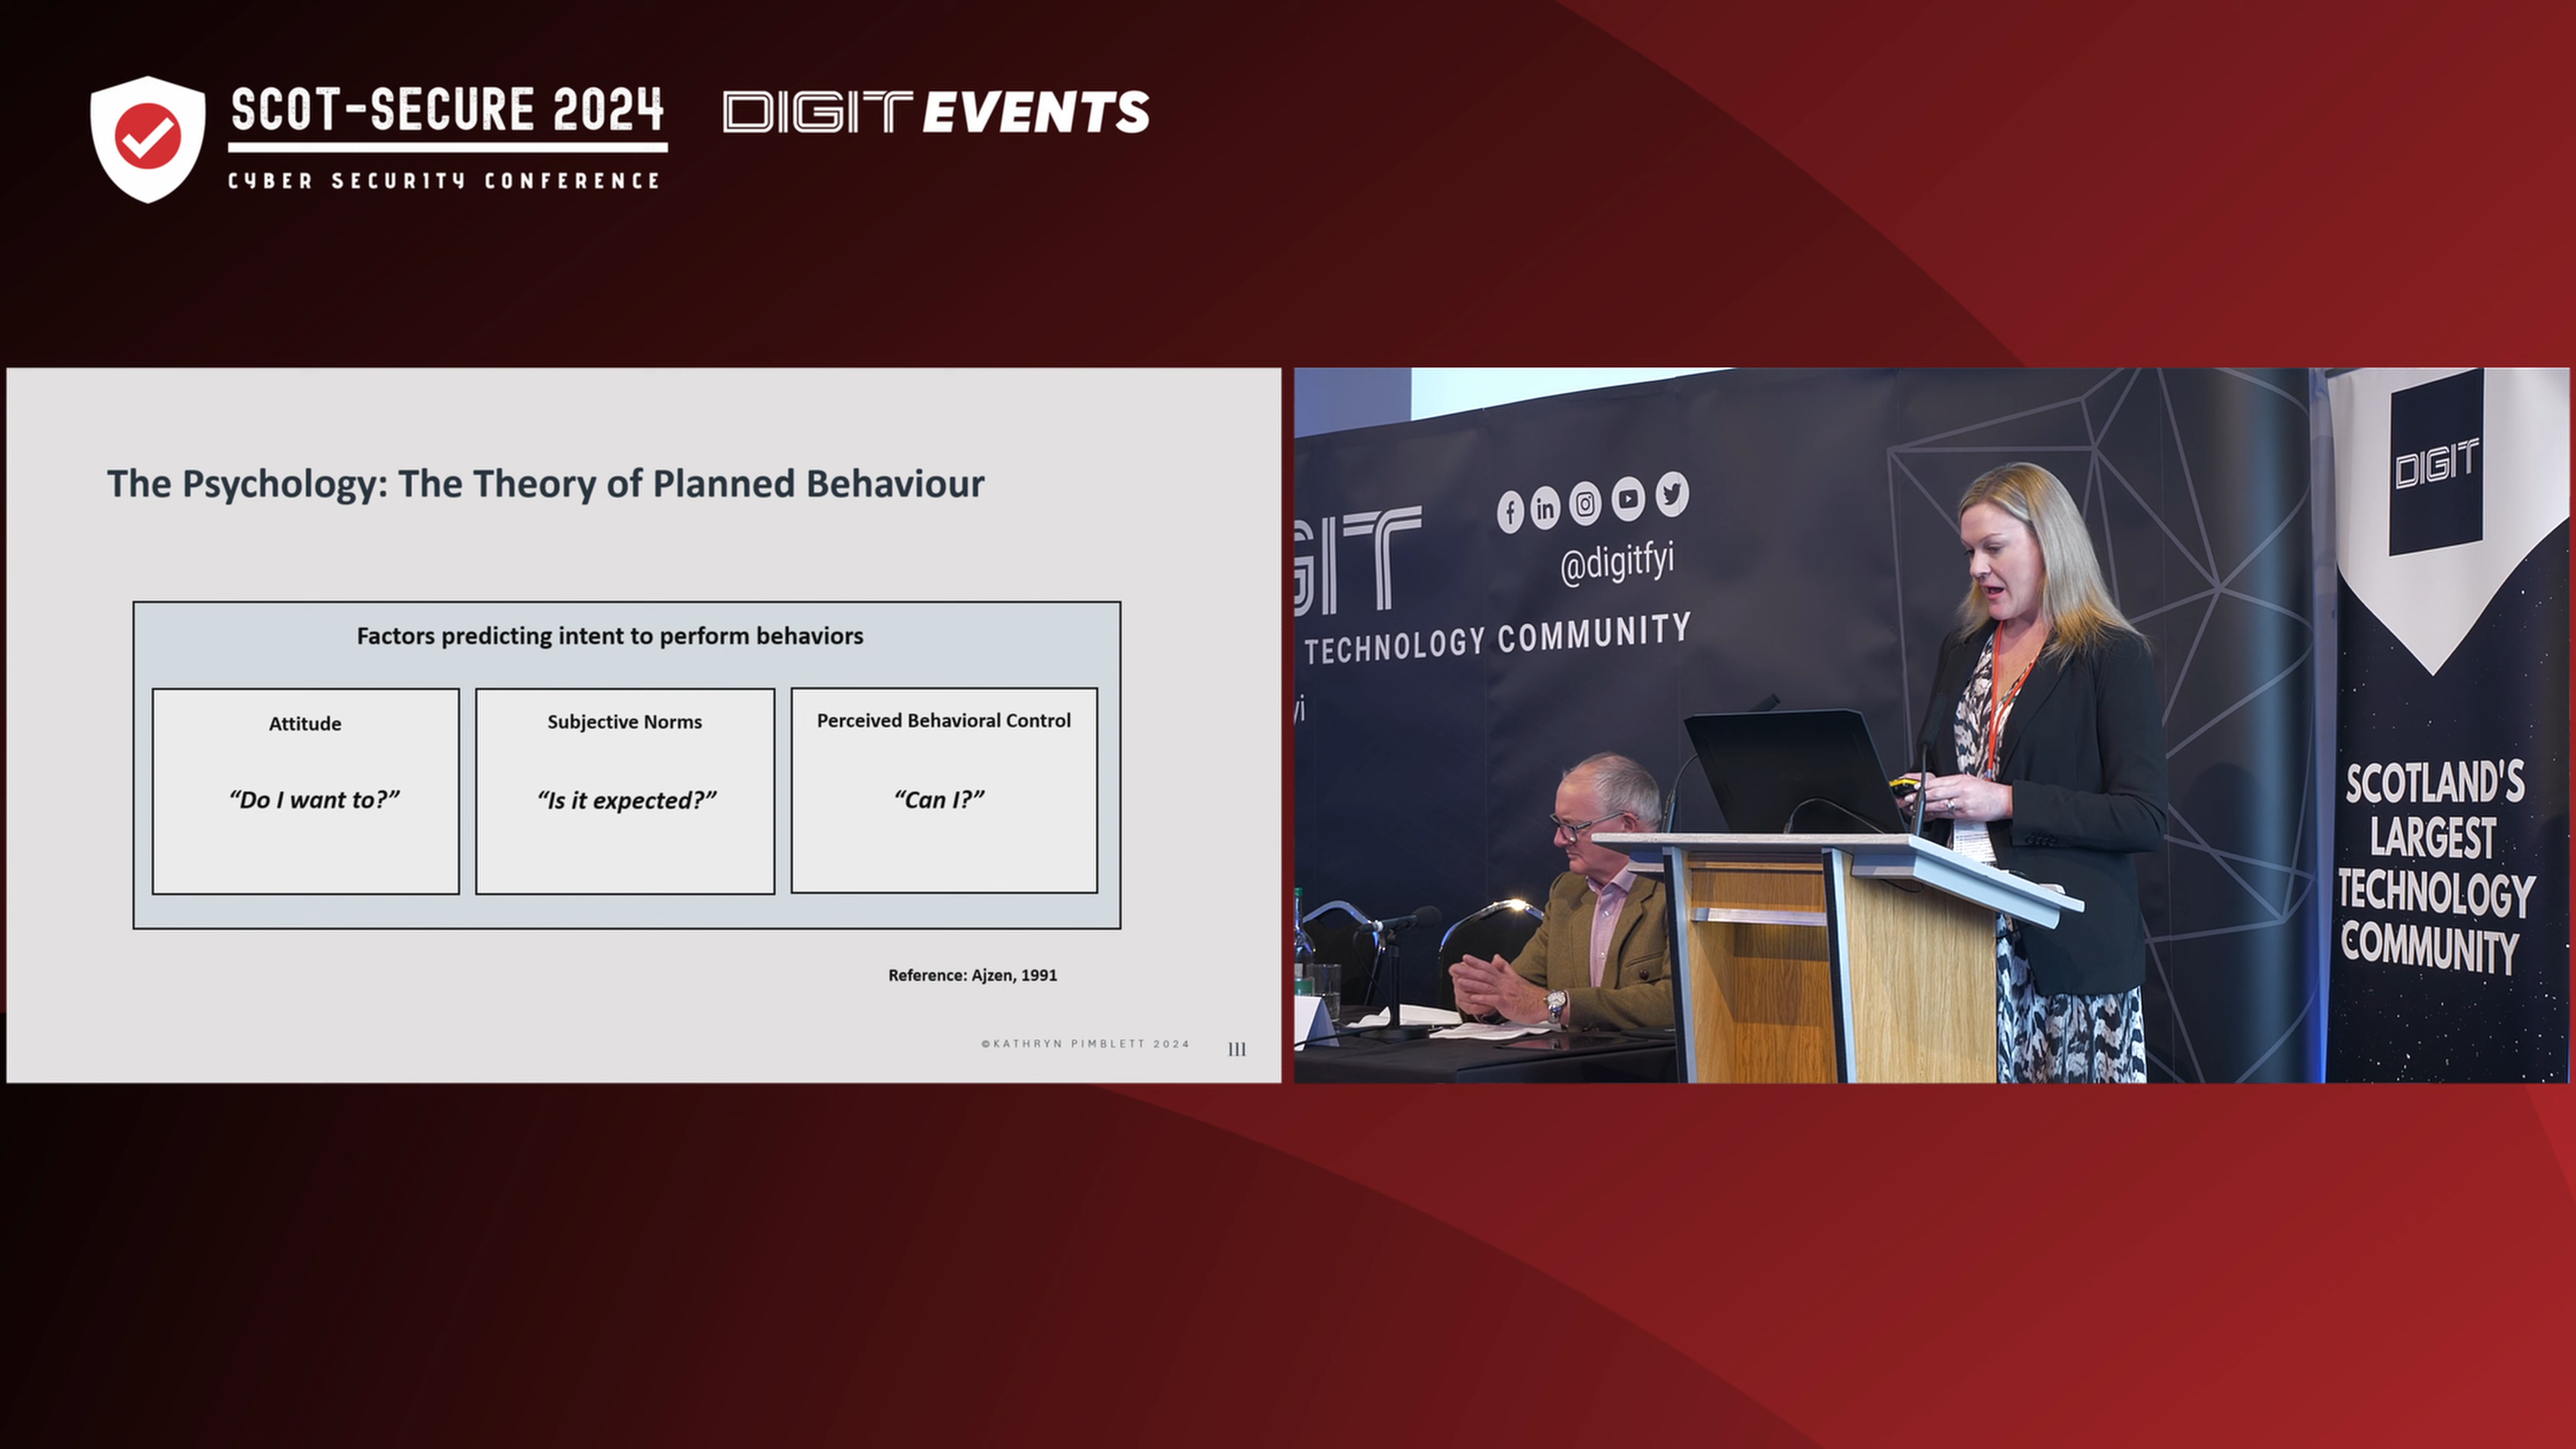 SCOT-SECURE 2024
CYBER SECURITY CONFERENCE
DIGIT EVENTS
The Psychology: The Theory of Planned Behaviour
Factors predicting intent to perform behaviors
Attitude
"Do I want to?"
Subjective Norms
"Is it expected?"
Perceived Behavioral Control
"Can I?"
Reference: Ajzen, 1991
©KATHRYN PIMBLETT 2024
111
GIT
@digitfyi
TECHNOLOGY COMMUNITY
yi
DIGIT
SCOTLAND'S
LARGEST
TECHNOLOGY
COMMUNITY